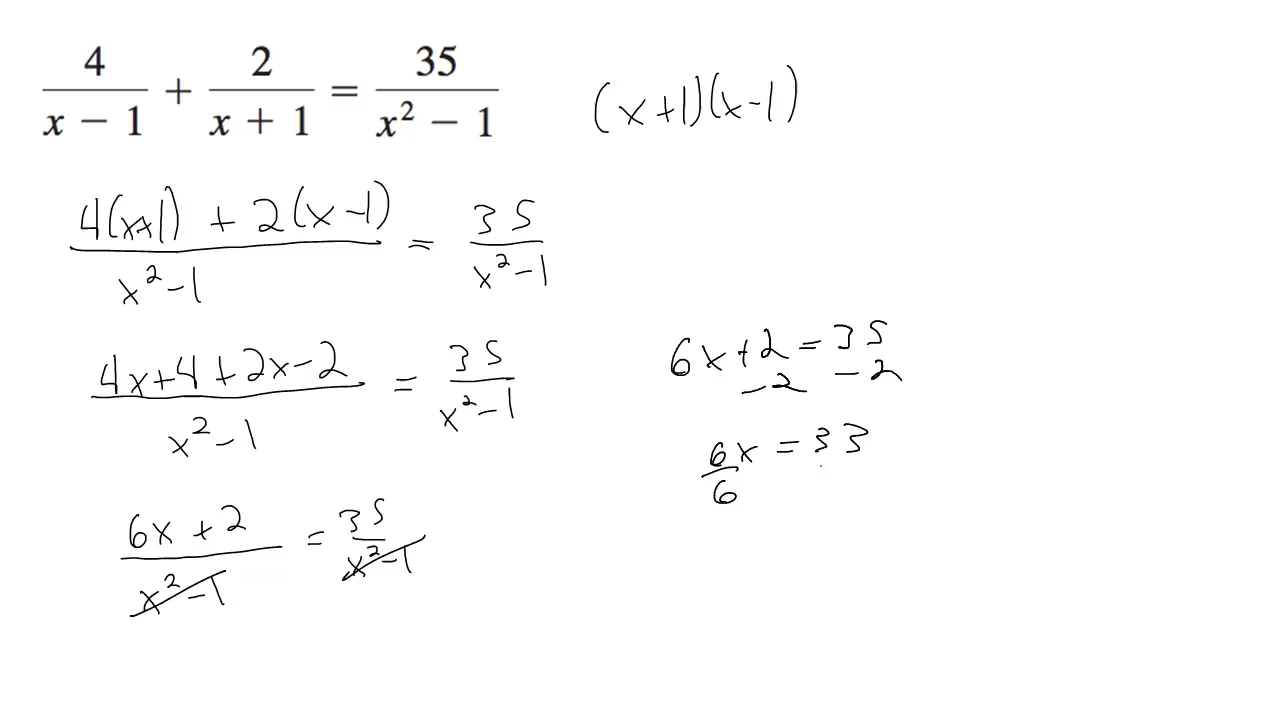 4/(x − 1) + 2/(x + 1) = 35/(x² − 1)
(x+1)(x-1)
(4(x+1) + 2(x-1))/(x²-1) = 35/(x²-1)
(4x+4+2x-2)/(x²-1) = 35/(x²-1)
(6x+2)/(x²-1) = 35/(x²-1)
6x+2=35
-2 -2
6x/6 = 33